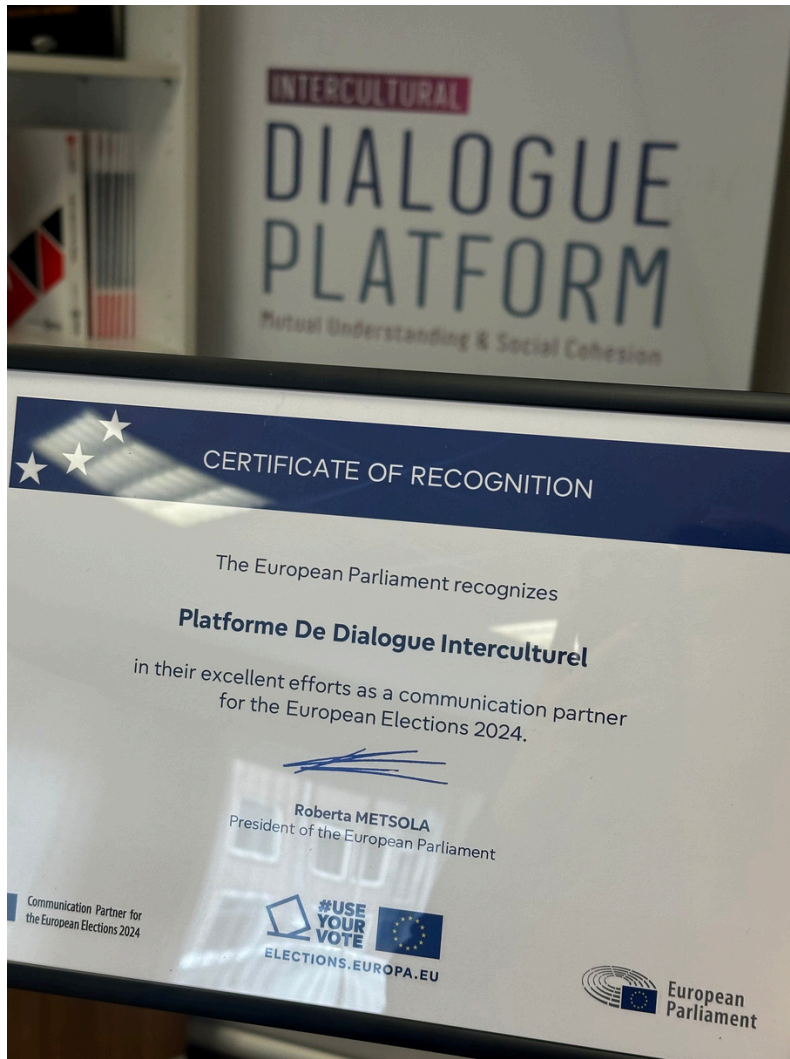 INTERCULTURAL
DIALOGUE
PLATFORM
Mutual Understanding & Social Cohesion
CERTIFICATE OF RECOGNITION
The European Parliament recognizes
Platforme De Dialogue Interculturel
in their excellent efforts as a communication partner
for the European Elections 2024.
Roberta METSOLA
President of the European Parliament
Communication Partner for
the European Elections 2024
#USE
YOUR
VOTE
ELECTIONS.EUROPA.EU
European
Parliament